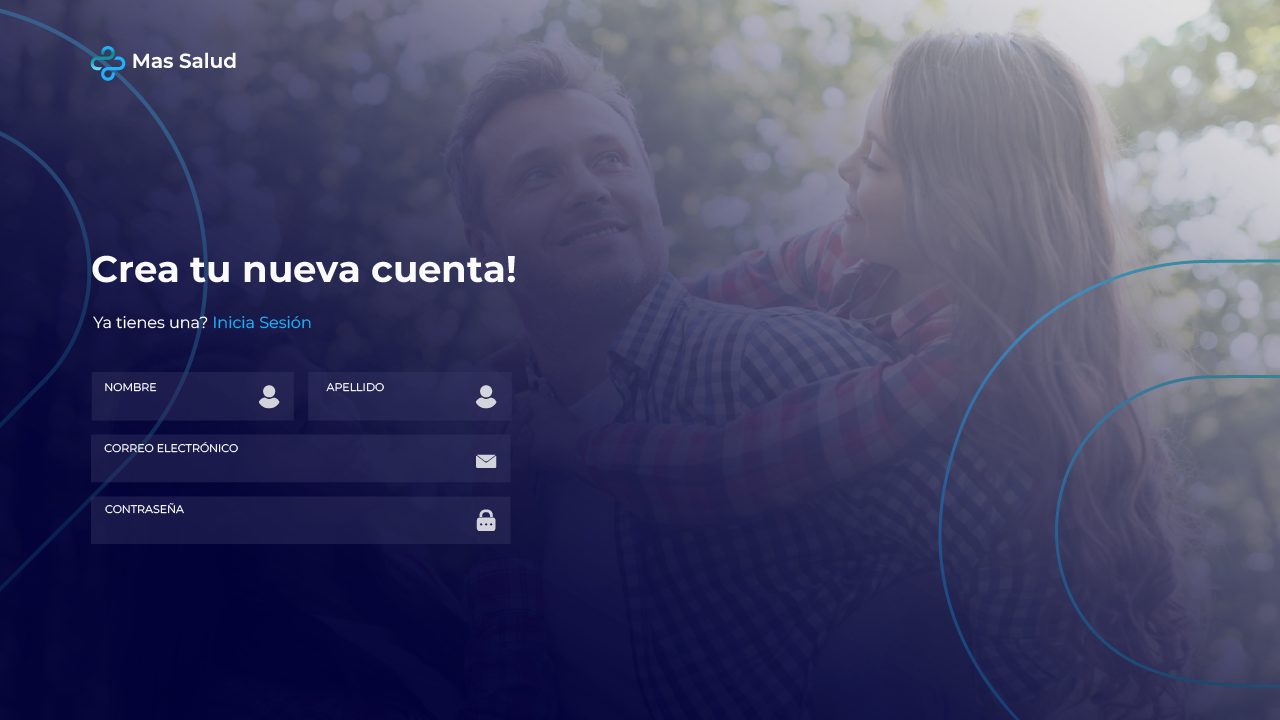 Mas Salud
Crea tu nueva cuenta!
Ya tienes una? Inicia Sesión
NOMBRE
APELLIDO
CORREO ELECTRÓNICO
CONTRASEÑA